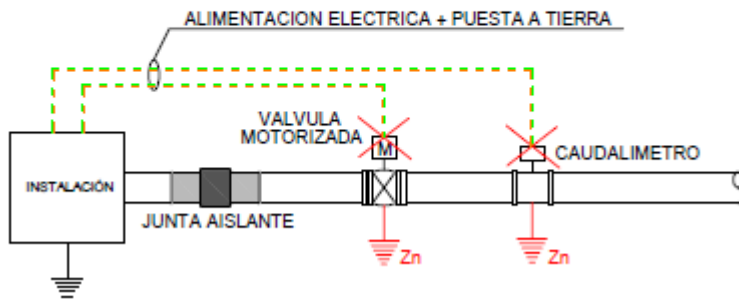 ALIMENTACION ELECTRICA + PUESTA A TIERRA
VALVULA
MOTORIZADA
M
CAUDALIMETRO
INSTALACIÓN
JUNTA AISLANTE
Zn
Zn